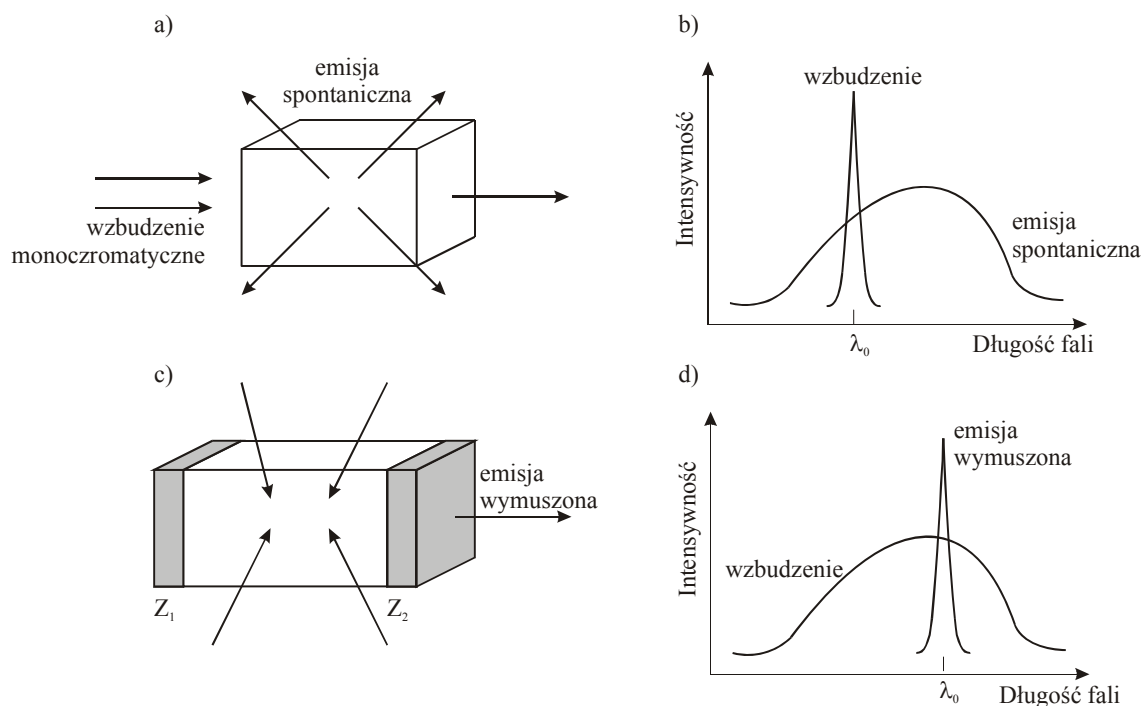 a)
emisja
spontaniczna
wzbudzenie
monoczromatyczne
b)
wzbudzenie
Intensywność
emisja
spontaniczna
λ₀
Długość fali
c)
emisja
wymuszona
Z₁
Z₂
d)
emisja
wymuszona
Intensywność
wzbudzenie
λ₀
Długość fali